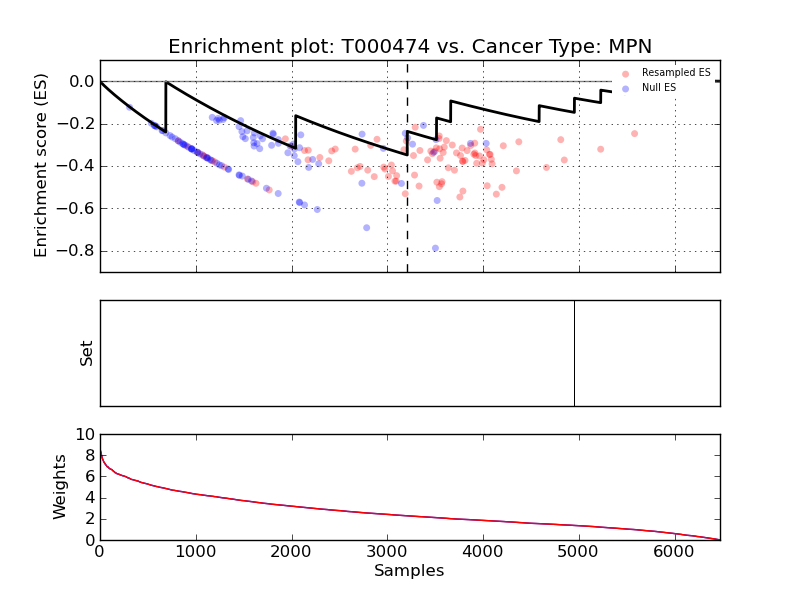 Enrichment plot: T000474 vs. Cancer Type: MPN
Enrichment score (ES)
0.0
−0.2
−0.4
−0.6
−0.8
Resampled ES
Null ES
Set
Weights
10
8
6
4
2
0
0 1000 2000 3000 4000 5000 6000
Samples